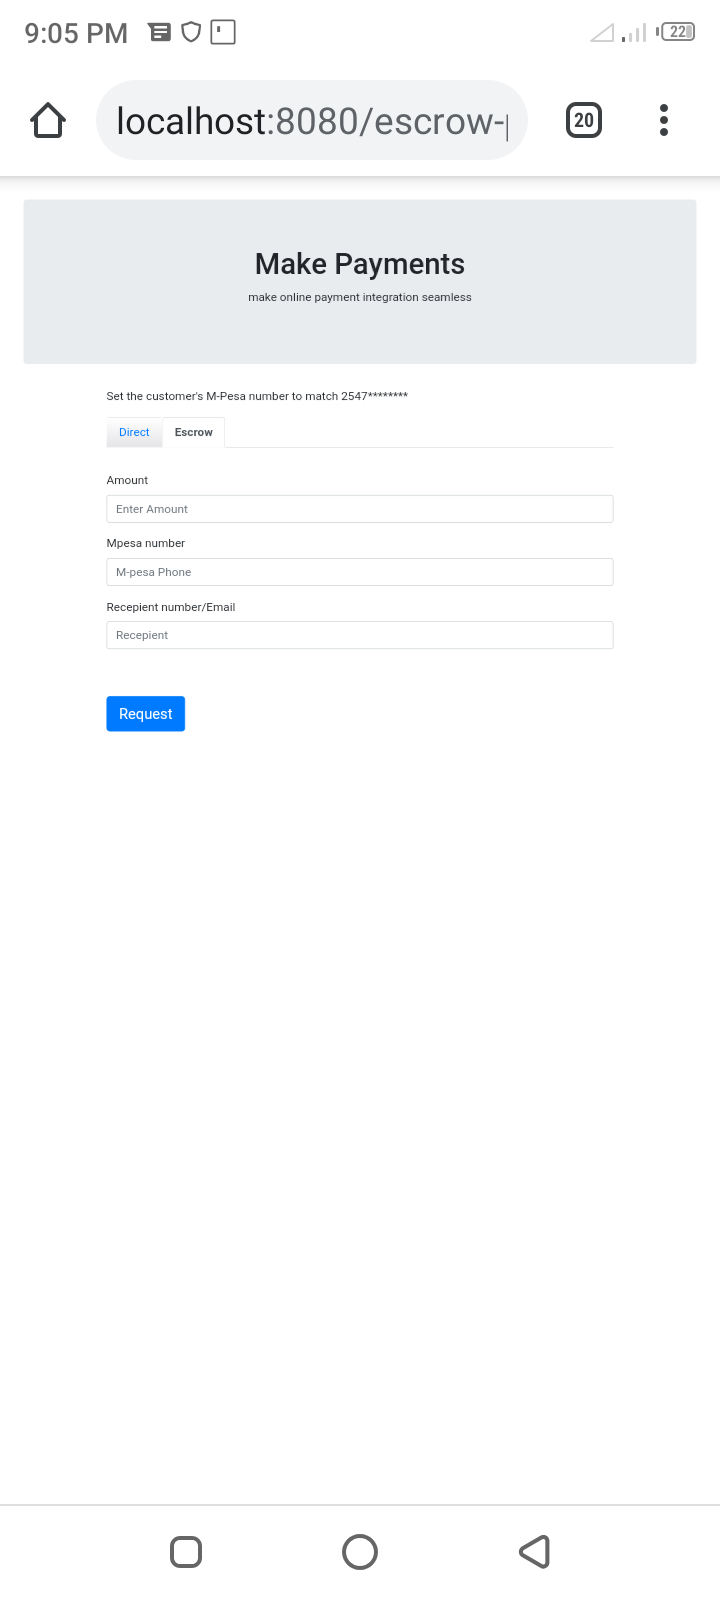 9:05 PM
22
localhost:8080/escrow-
20
Make Payments
make online payment integration seamless
Set the customer's M-Pesa number to match 2547********
Direct
Escrow
Amount
Enter Amount
Mpesa number
M-pesa Phone
Recepient number/Email
Recepient
Request